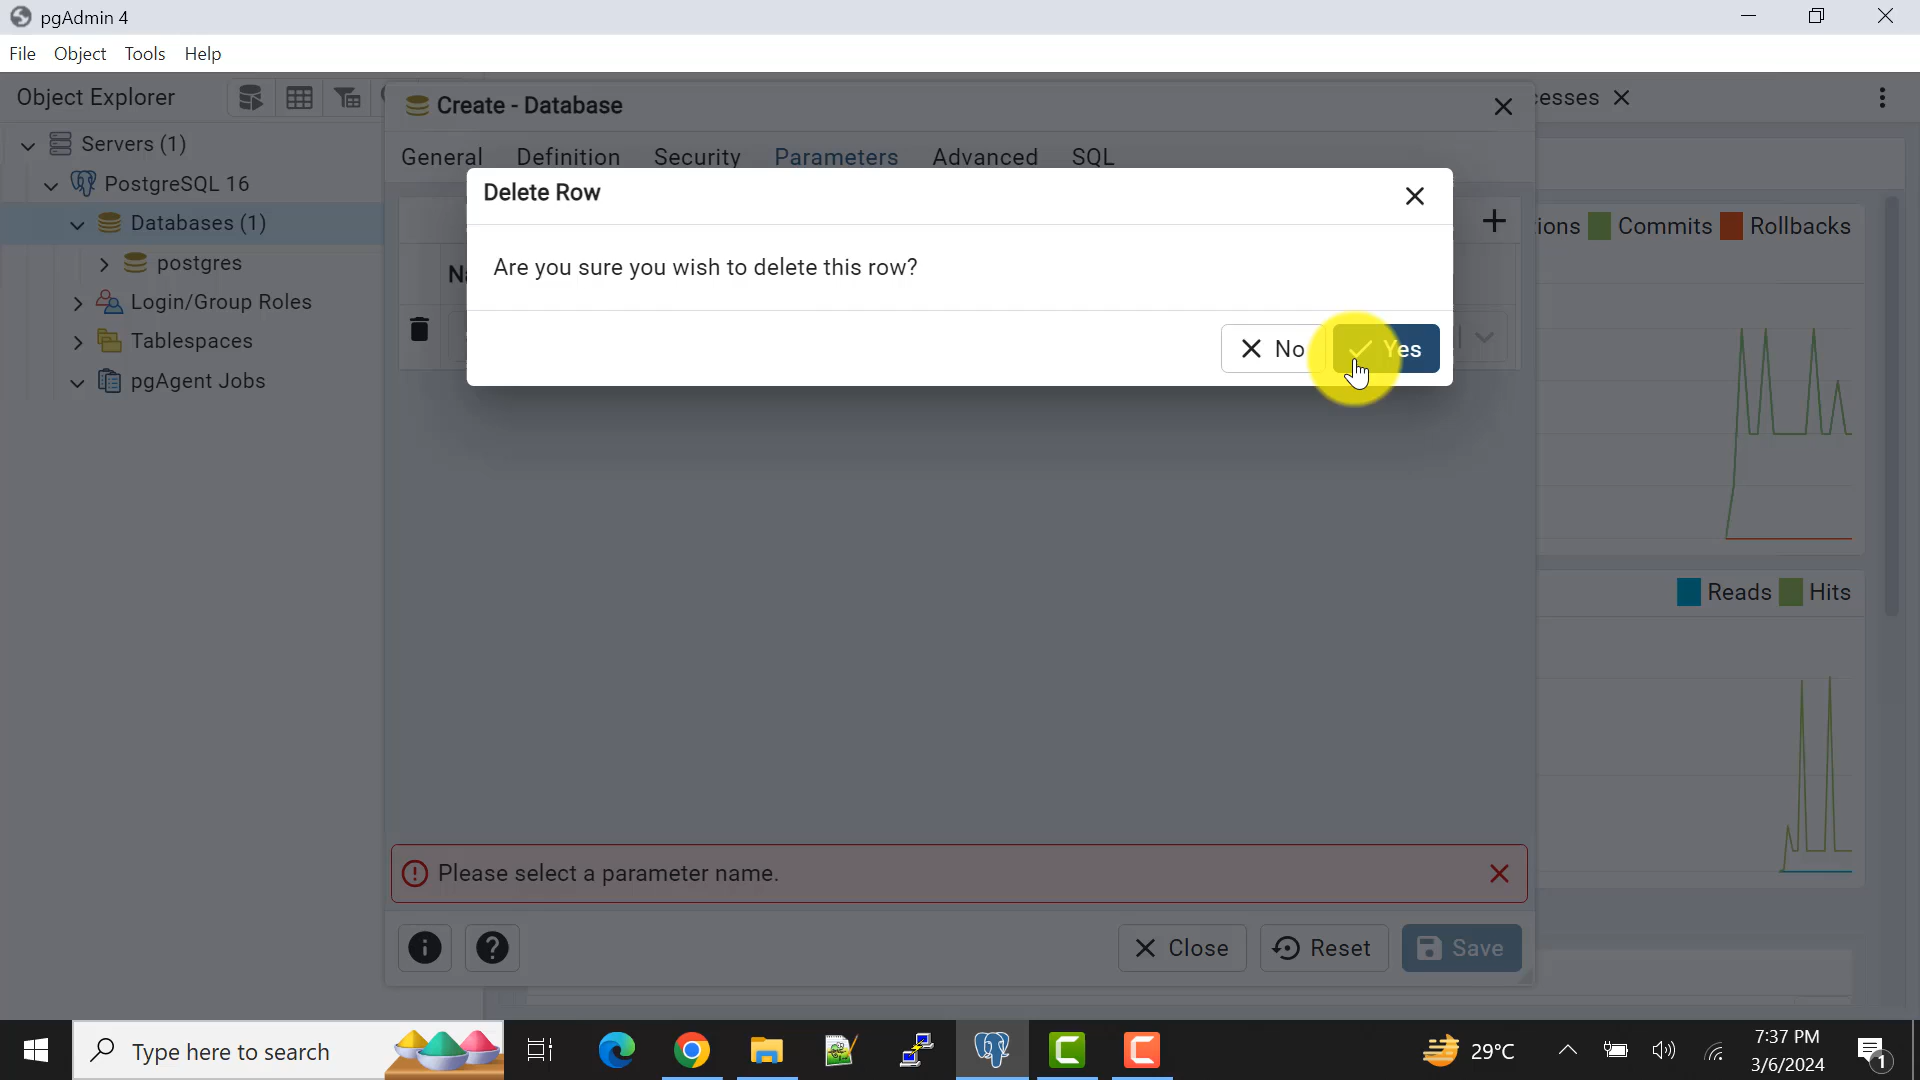 pgAdmin 4
File Object Tools Help
Object Explorer
Servers (1)
PostgreSQL 16
Databases (1)
postgres
Login/Group Roles
Tablespaces
pgAgent Jobs
Create - Database
General Definition Security Parameters Advanced SQL
Delete Row
Are you sure you wish to delete this row?
No Yes
Commits Rollbacks
Reads Hits
Please select a parameter name.
i ? Close Reset Save
Type here to search
29°C
7:37 PM
3/6/2024
1